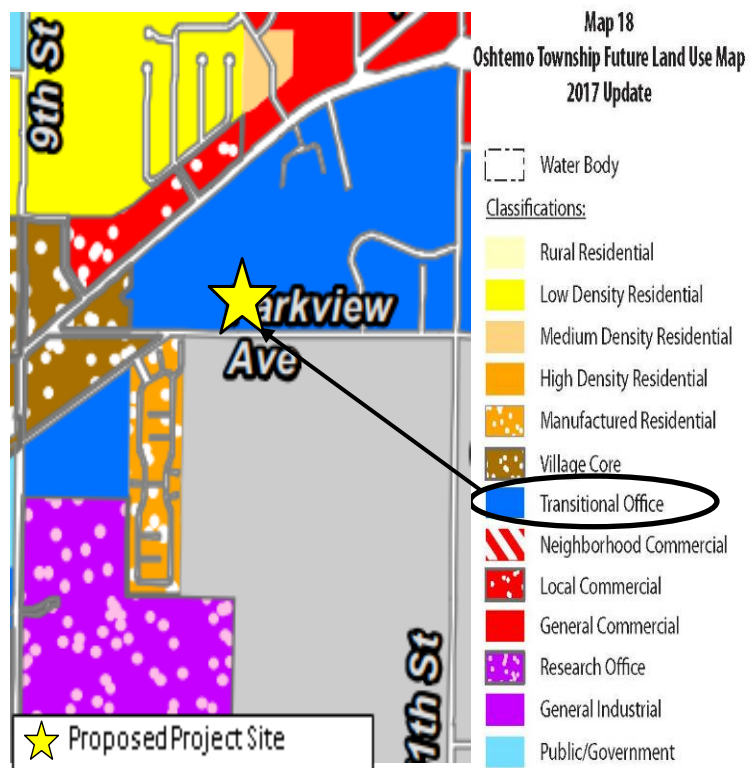 9th St
arkview
Ave
1th St
Proposed Project Site
Map 18
Oshtemo Township Future Land Use Map
2017 Update
Water Body
Classifications:
Rural Residential
Low Density Residential
Medium Density Residential
High Density Residential
Manufactured Residential
Village Core
Transitional Office
Neighborhood Commercial
Local Commercial
General Commercial
Research Office
General Industrial
Public/Government